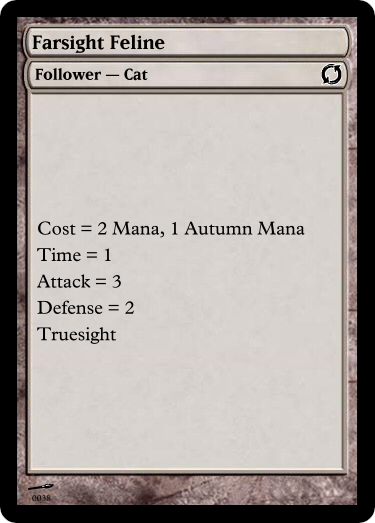 Farsight Feline
Follower — Cat
Cost = 2 Mana, 1 Autumn Mana
Time = 1
Attack = 3
Defense = 2
Truesight
0038